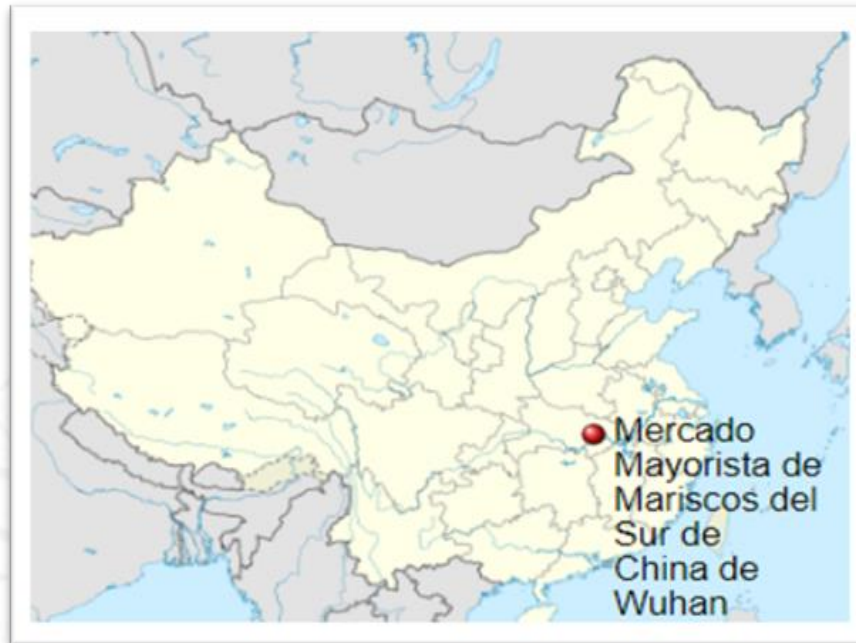 Mercado
Mayorista de
Mariscos del
Sur de
China de
Wuhan